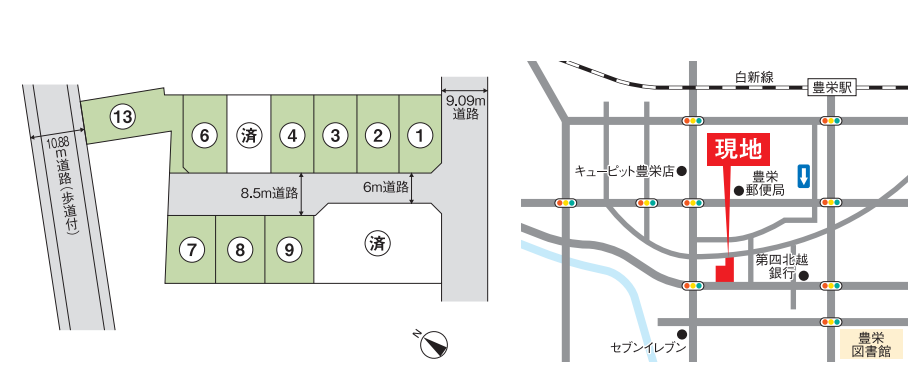 13
6
済
4
3
2
1
9.09m
道路
10.88m道路(歩道付)
8.5m道路
6m道路
7
8
9
済
N
白新線
豊栄駅
現地
キューピット豊栄店
豊栄
郵便局
第四北越
銀行
セブンイレブン
豊栄
図書館